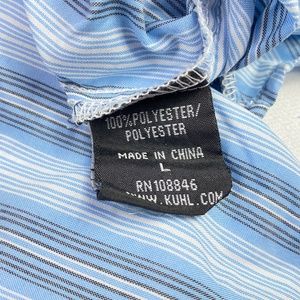 100%POLYESTER/
POLYESTER
MADE IN CHINA
L
RN108846
WWW.KUHL.COM